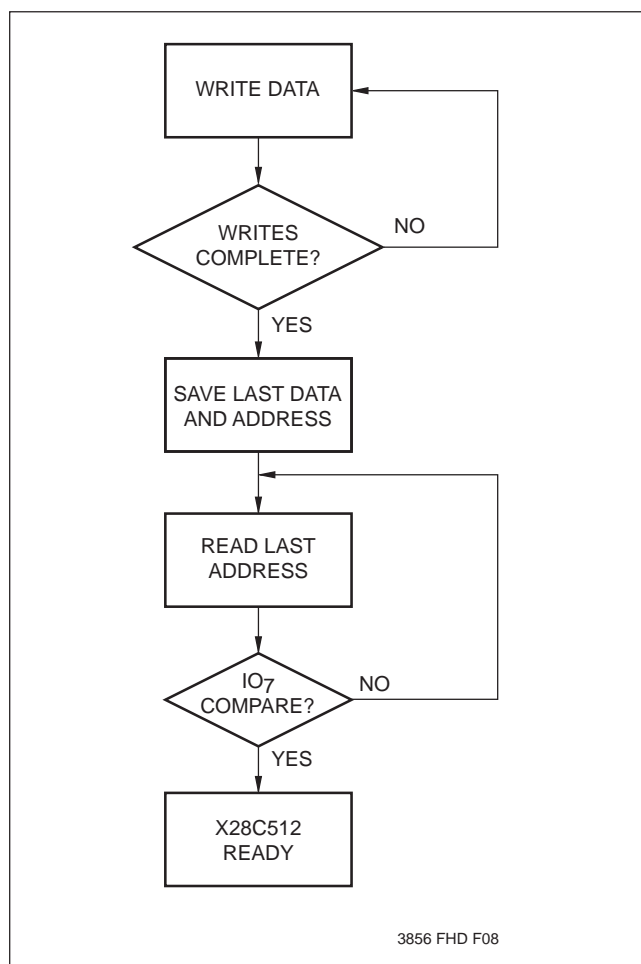 WRITE DATA
WRITES
COMPLETE?
NO
YES
SAVE LAST DATA
AND ADDRESS
READ LAST
ADDRESS
IO7
COMPARE?
NO
YES
X28C512
READY
3856 FHD F08